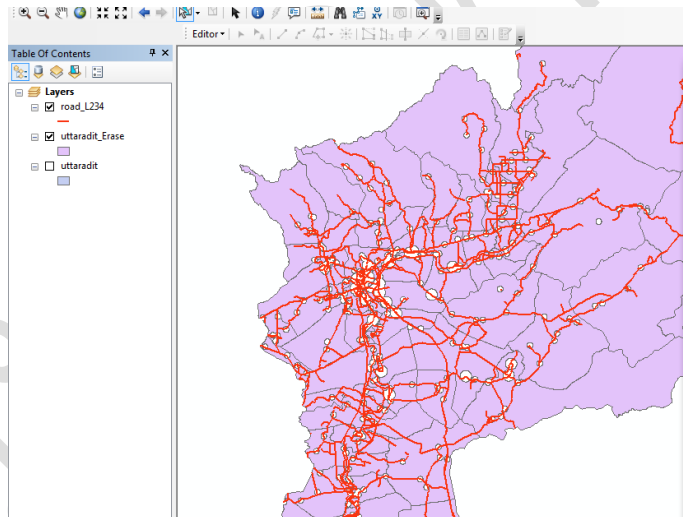 Editor
Table Of Contents
Layers
road_L234
uttaradit_Erase
uttaradit